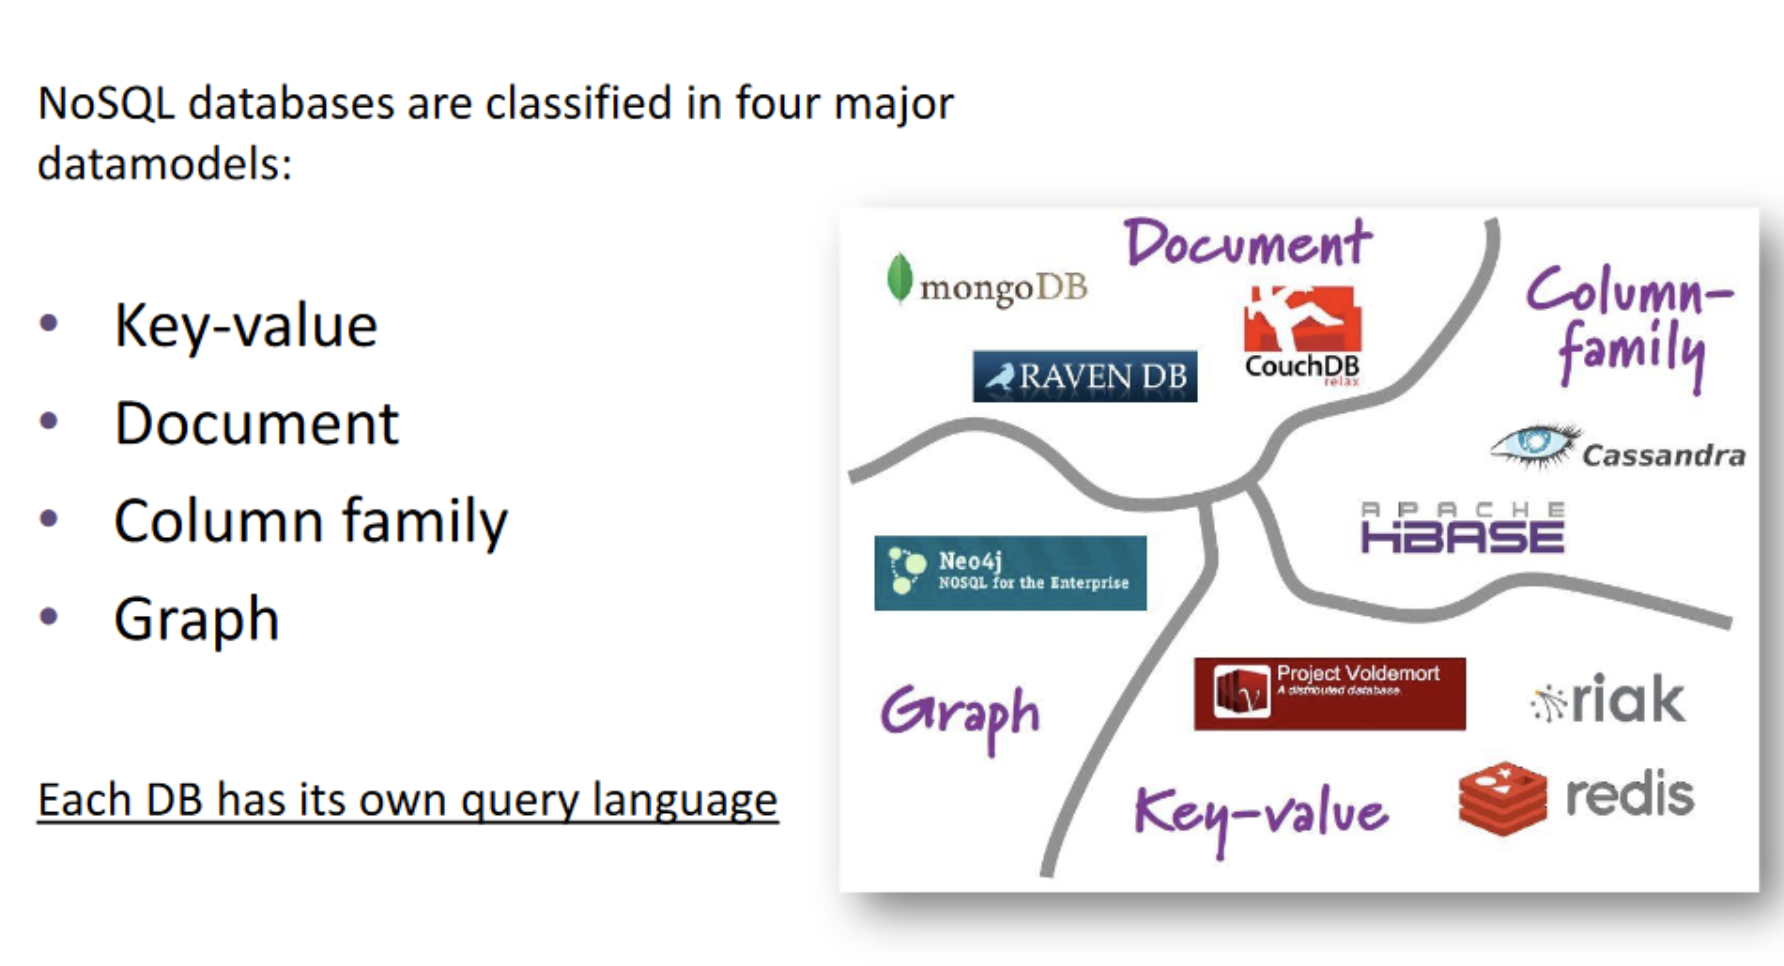 NoSQL databases are classified in four major
datamodels:
• Key-value
• Document
• Column family
• Graph
Each DB has its own query language
Document
mongoDB
CouchDB
relax
RAVEN DB
Column-
family
Cassandra
APACHE
HBASE
Neo4j
NOSQL for the Enterprise
Graph
Project Voldemort
A distributed database.
riak
redis
Key-value